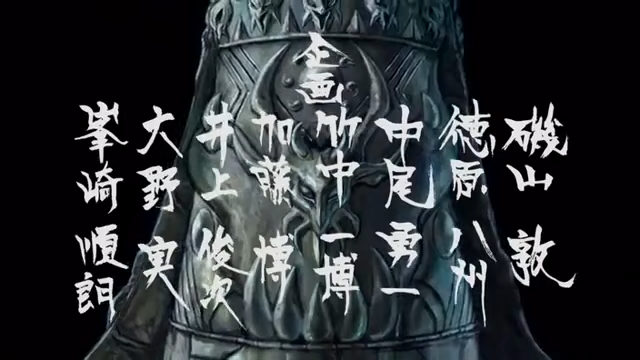 企画
磯山 敦
徳原 八州
中尾 勇一
竹中 一博
加藤 博
井上 俊次
大野 実
峯崎 順朗